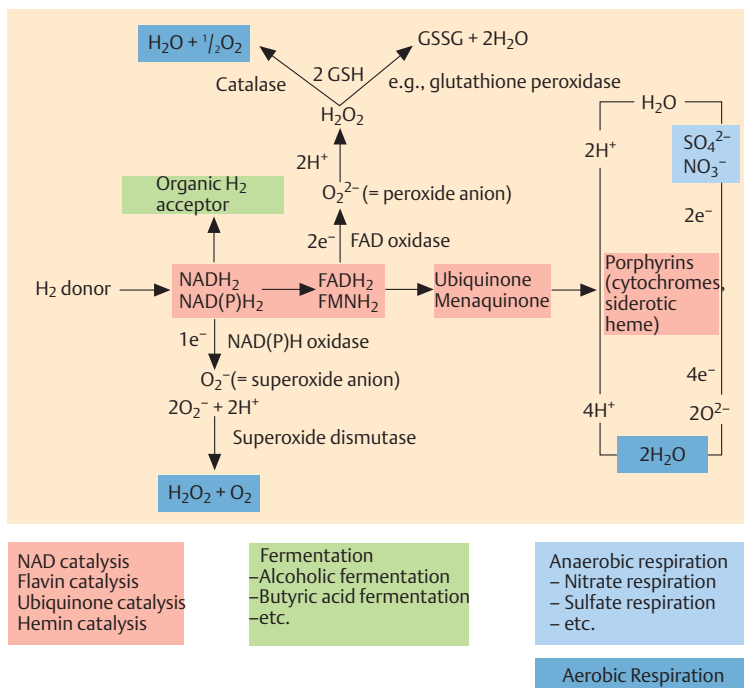 H₂O + ¹/₂O₂
GSSG + 2H₂O
2 GSH
Catalase
e.g., glutathione peroxidase
H₂O₂
H₂O
2H⁺
SO₄²⁻
NO₃⁻
2H⁺
Organic H₂
acceptor
O₂²⁻ (= peroxide anion)
2e⁻
2e⁻
FAD oxidase
H₂ donor
NADH₂
NAD(P)H₂
FADH₂
FMNH₂
Ubiquinone
Menaquinone
Porphyrins
(cytochromes,
siderotic
heme)
1e⁻
NAD(P)H oxidase
O₂⁻ (= superoxide anion)
4e⁻
2O₂⁻ + 2H⁺
4H⁺
2O²⁻
Superoxide dismutase
2H₂O
H₂O₂ + O₂
NAD catalysis
Flavin catalysis
Ubiquinone catalysis
Hemin catalysis
Fermentation
–Alcoholic fermentation
–Butyric acid fermentation
–etc.
Anaerobic respiration
– Nitrate respiration
– Sulfate respiration
– etc.
Aerobic Respiration